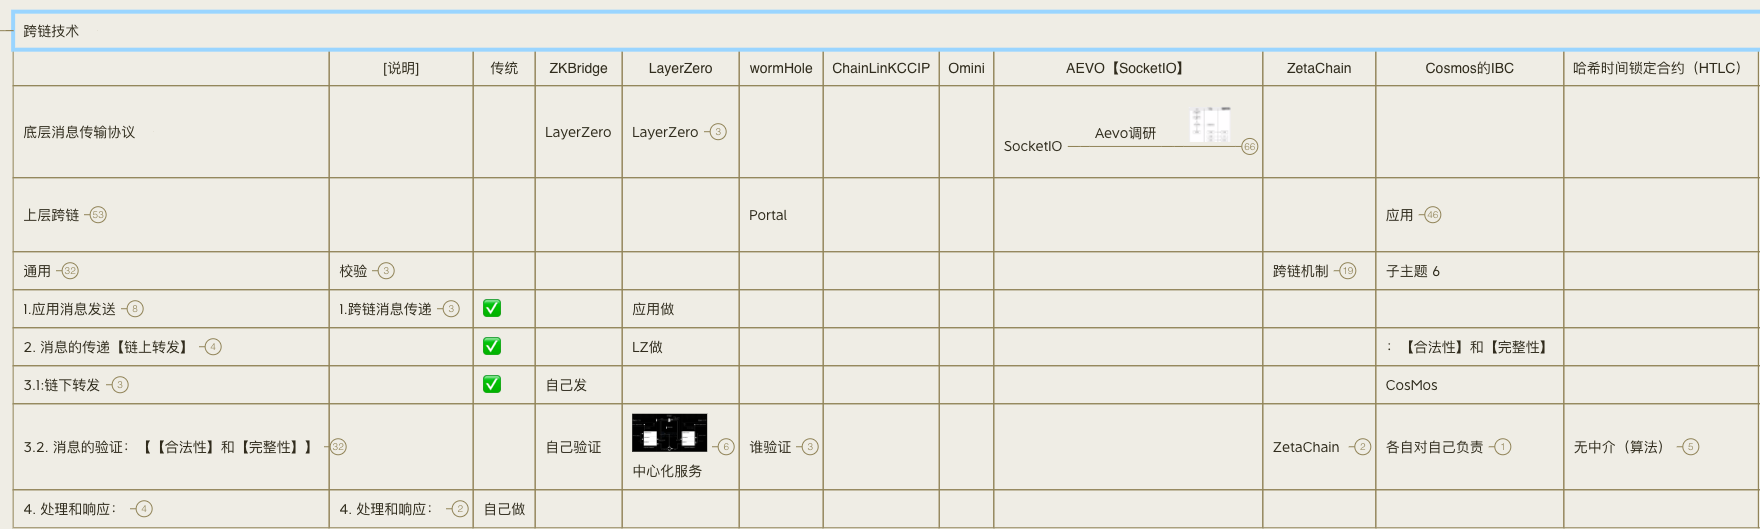 跨链技术
[说明] 传统 ZKBridge LayerZero wormHole ChainLinKCCIP Omini AEVO【SocketIO】 ZetaChain Cosmos的IBC 哈希时间锁定合约（HTLC）
底层消息传输协议 LayerZero LayerZero 3 SocketIO Aevo调研 66
上层跨链 53 Portal 应用 46
通用 32 校验 3 跨链机制 19 子主题 6
1.应用消息发送 8 1.跨链消息传递 3 ✅ 应用做
2. 消息的传递【链上转发】 4 ✅ LZ做 ：【合法性】和【完整性】
3.1:链下转发 3 ✅ 自己发 CosMos
3.2. 消息的验证：【【合法性】和【完整性】】 32 自己验证 6 谁验证 3 ZetaChain 2 各自对自己负责 1 无中介（算法） 5
中心化服务
4. 处理和响应： 4 4. 处理和响应： 2 自己做